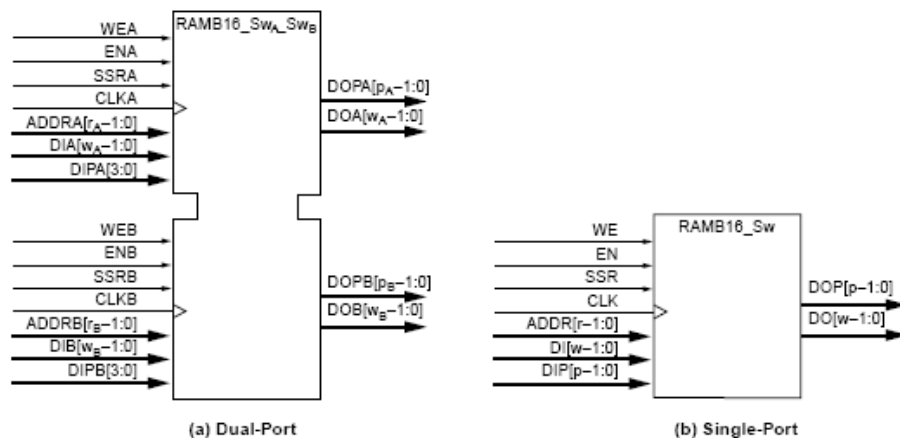 RAMB16_SwA_SwB
WEA
ENA
SSRA
CLKA
ADDRA[rA–1:0]
DIA[wA–1:0]
DIPA[3:0]
DOPA[pA–1:0]
DOA[wA–1:0]
WEB
ENB
SSRB
CLKB
ADDRB[rB–1:0]
DIB[wB–1:0]
DIPB[3:0]
DOPB[pB–1:0]
DOB[wB–1:0]
(a) Dual-Port
RAMB16_Sw
WE
EN
SSR
CLK
ADDR[r–1:0]
DI[w–1:0]
DIP[p–1:0]
DOP[p–1:0]
DO[w–1:0]
(b) Single-Port